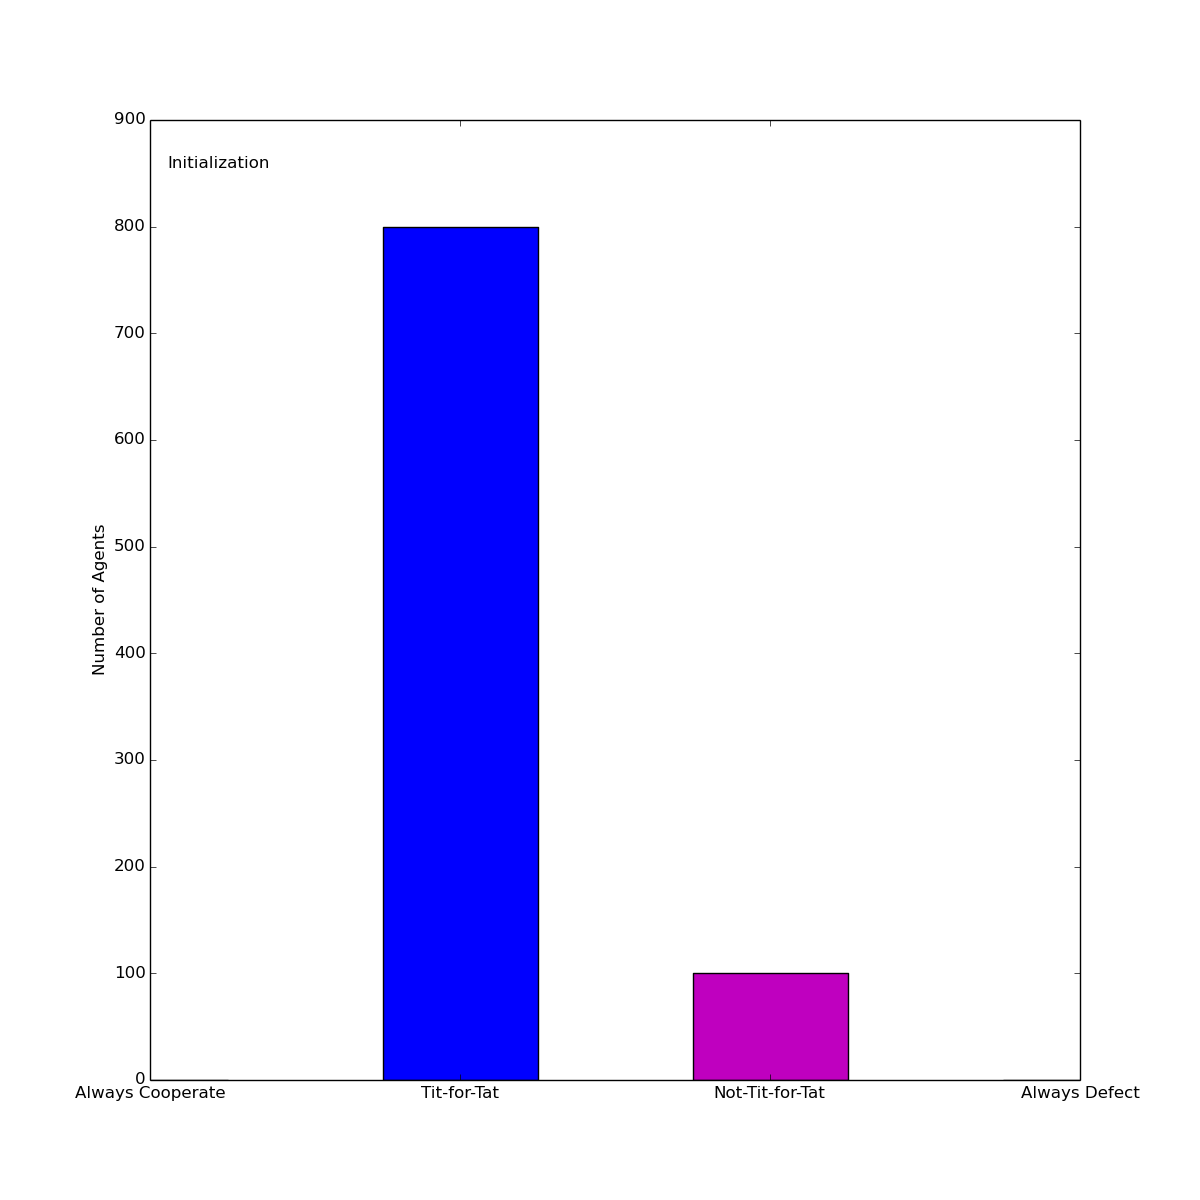 900
Initialization
800
700
600
500
Number of Agents
400
300
200
100
0
Always Cooperate
Tit-for-Tat
Not-Tit-for-Tat
Always Defect